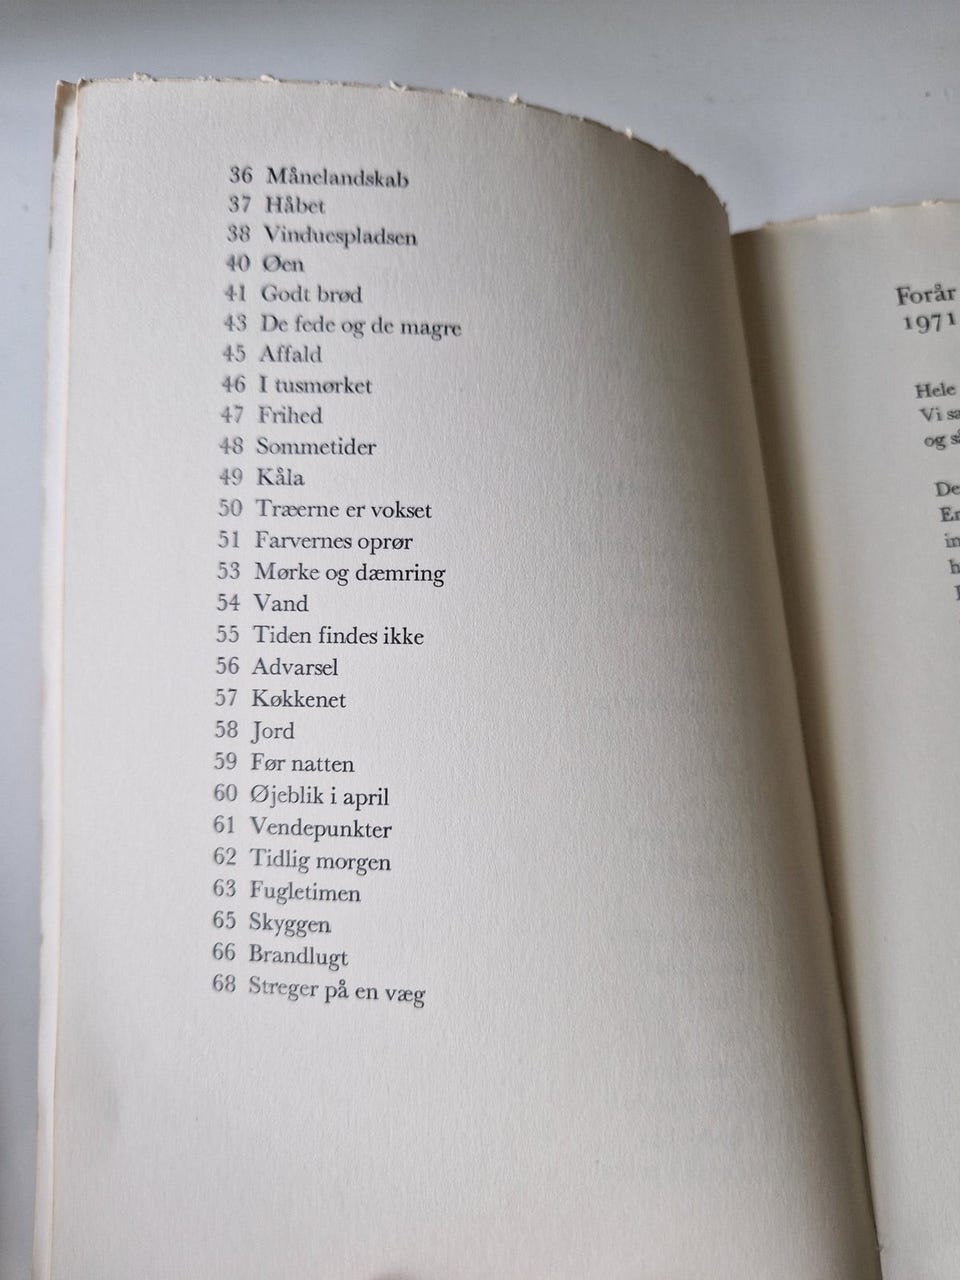 36 Månelandskab
37 Håbet
38 Vinduespladsen
40 Øen
41 Godt brød
43 De fede og de magre
45 Affald
46 I tusmørket
47 Frihed
48 Sommetider
49 Kåla
50 Træerne er vokset
51 Farvernes oprør
53 Mørke og dæmring
54 Vand
55 Tiden findes ikke
56 Advarsel
57 Køkkenet
58 Jord
59 Før natten
60 Øjeblik i april
61 Vendepunkter
62 Tidlig morgen
63 Fugletimen
65 Skyggen
66 Brandlugt
68 Streger på en væg
Forår
1971
Hele
Vi
og